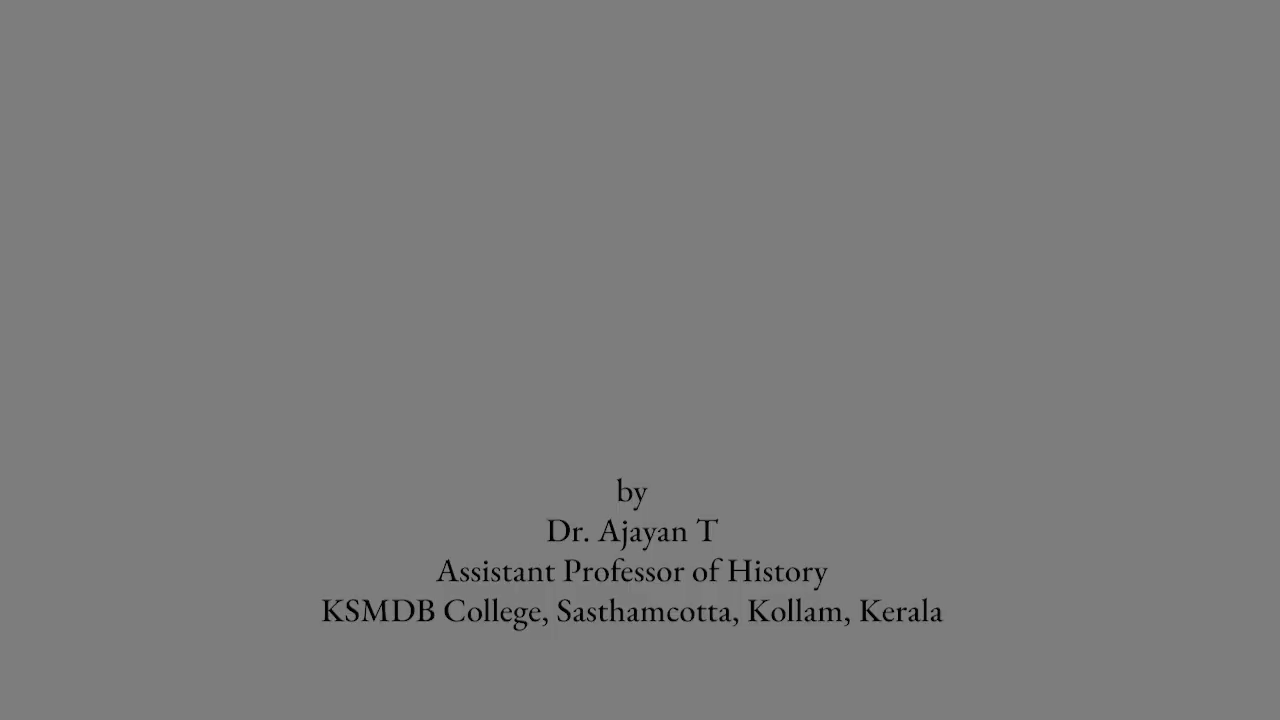 by
Dr. Ajayan T
Assistant Professor of History
KSMDB College, Sasthamcotta, Kollam, Kerala